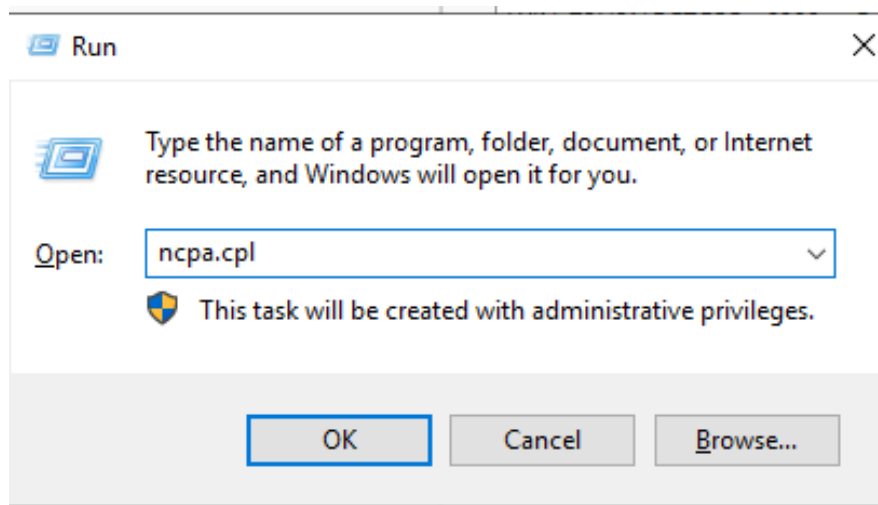 Run
Type the name of a program, folder, document, or Internet
resource, and Windows will open it for you.
Open: ncpa.cpl
This task will be created with administrative privileges.
OK Cancel Browse...